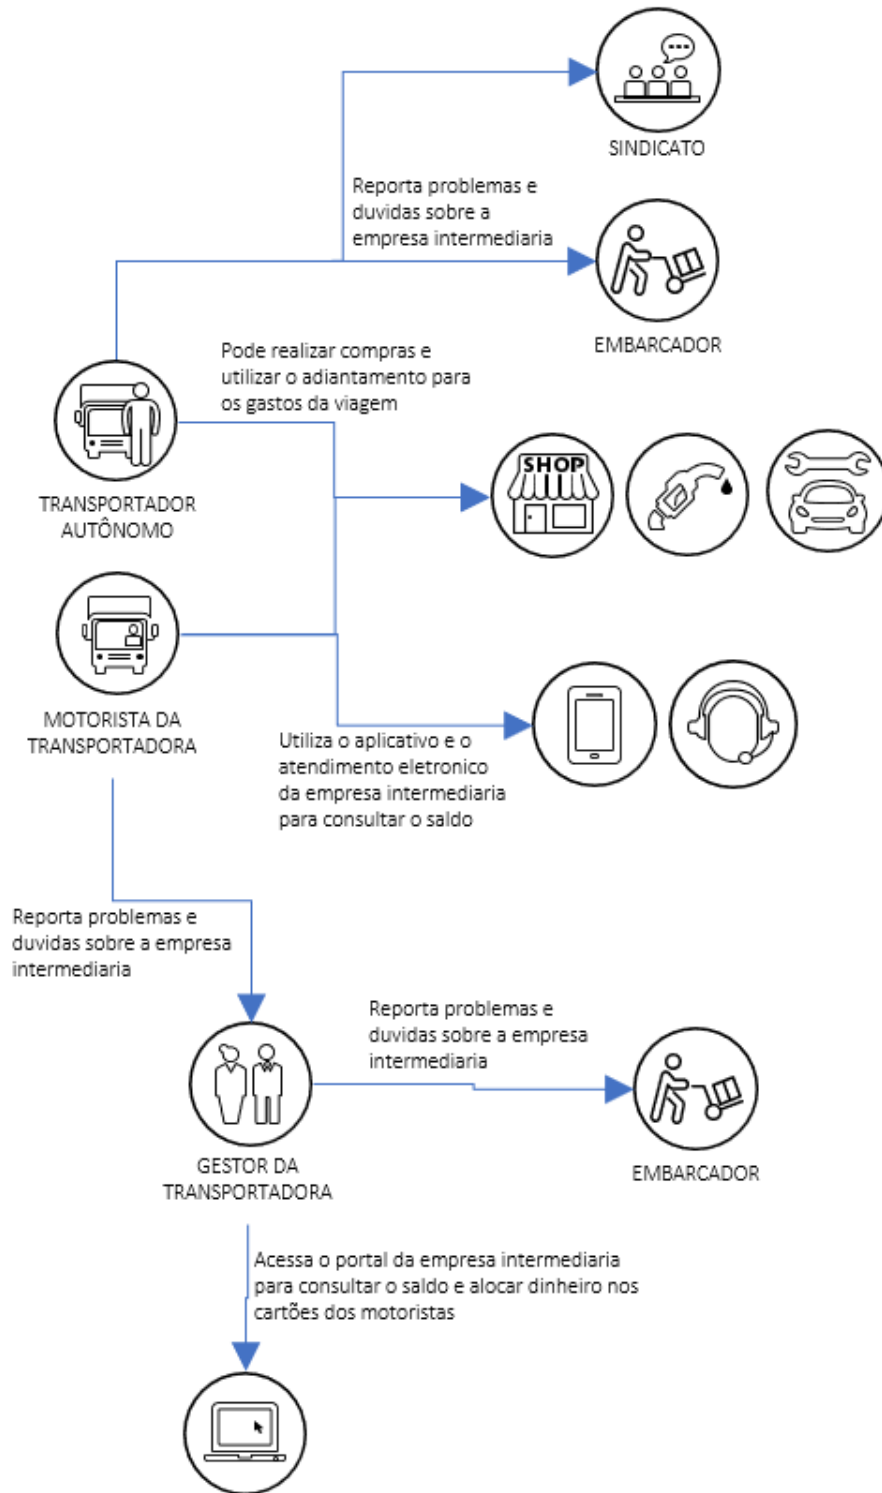 SINDICATO
Reporta problemas e
duvidas sobre a
empresa intermediaria
EMBARCADOR
Pode realizar compras e
utilizar o adiantamento para
os gastos da viagem
SHOP
TRANSPORTADOR
AUTÔNOMO
MOTORISTA DA
TRANSPORTADORA
Utiliza o aplicativo e o
atendimento eletronico
da empresa intermediaria
para consultar o saldo
Reporta problemas e
duvidas sobre a empresa
intermediaria
Reporta problemas e
duvidas sobre a empresa
intermediaria
GESTOR DA
TRANSPORTADORA
EMBARCADOR
Acessa o portal da empresa intermediaria
para consultar o saldo e alocar dinheiro nos
cartões dos motoristas